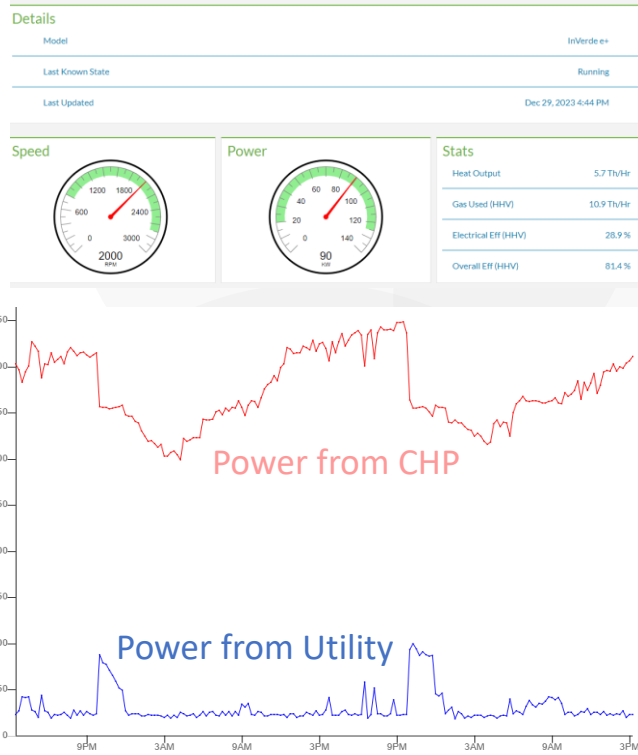 Details
Model InVerde e+
Last Known State Running
Last Updated Dec 29, 2023 4:44 PM
Speed
0
600
1200
1800
2400
3000
2000
RPM
Power
0
20
40
60
80
100
120
140
90
KW
Stats
Heat Output 5.7 Th/Hr
Gas Used (HHV) 10.9 Th/Hr
Electrical Eff (HHV) 28.9 %
Overall Eff (HHV) 81.4 %
Power from CHP
Power from Utility
0
9PM 3AM 9AM 3PM 9PM 3AM 9AM 3PM